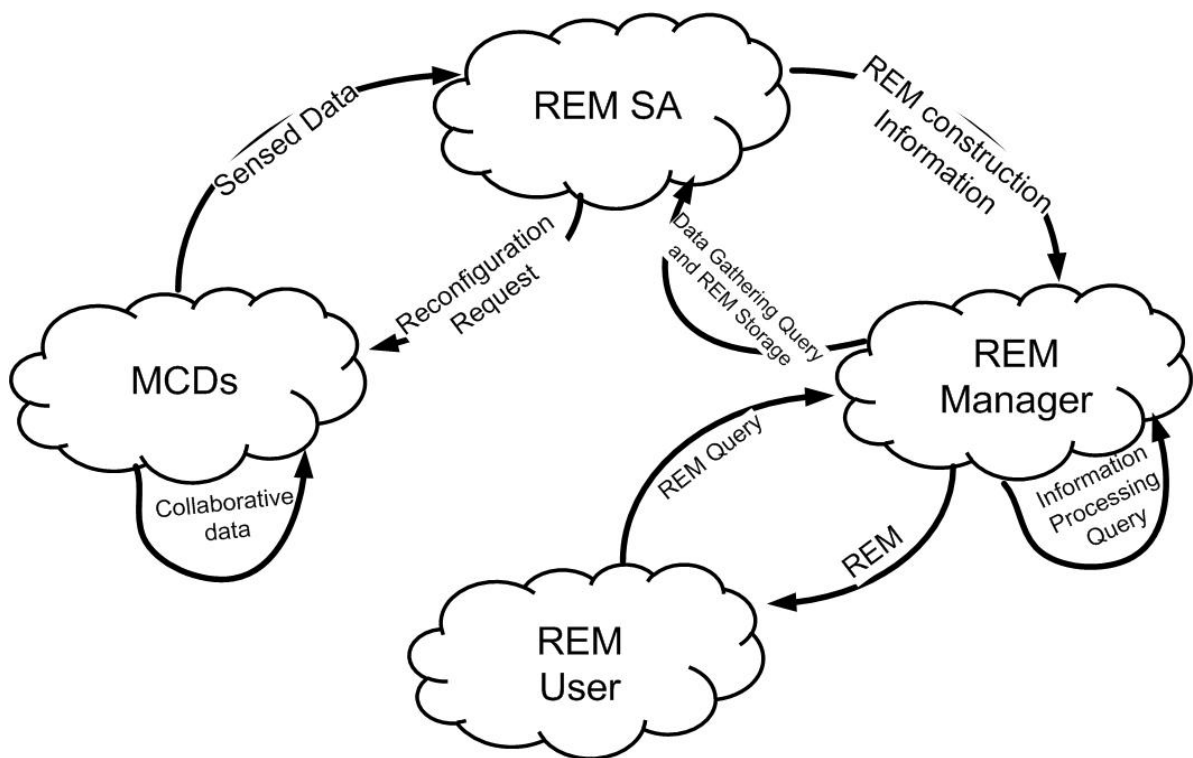 REM SA
Sensed Data
REM construction
Information
Reconfiguration
Request
Data Gathering Query
and REM Storage
MCDs
REM
Manager
Collaborative
data
REM Query
Information
Processing
Query
REM
REM
User